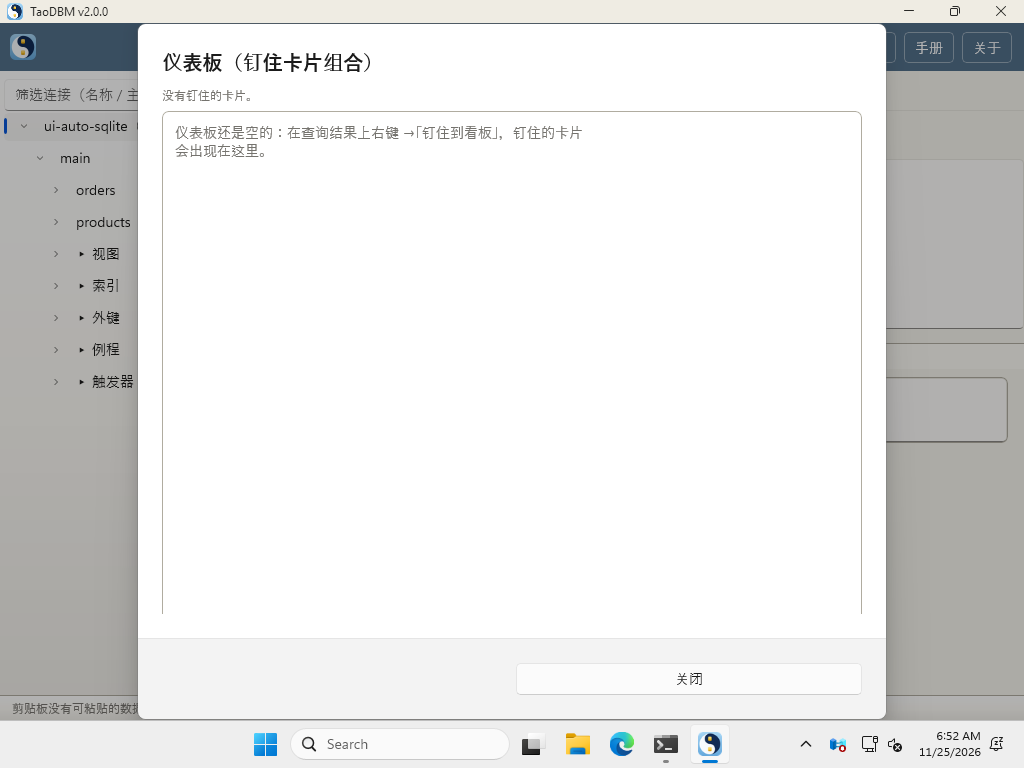 TaoDBM v2.0.0
手册
关于
筛选连接（名称 / 主
ui-auto-sqlite
main
orders
products
视图
索引
外键
例程
触发器
仪表板（钉住卡片组合）
没有钉住的卡片。
仪表板还是空的：在查询结果上右键 →「钉住到看板」，钉住的卡片
会出现在这里。
关闭
剪贴板没有可粘贴的数据
Search
6:52 AM
11/25/2026